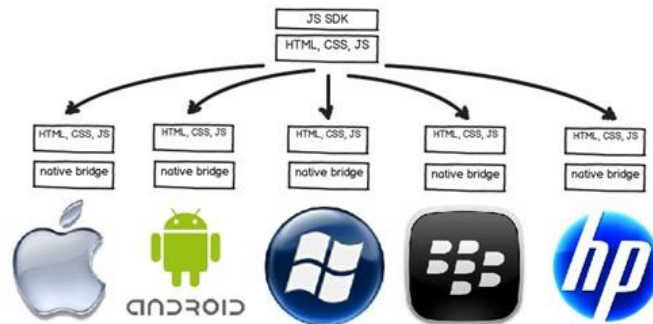 JS SDK
HTML, CSS, JS
HTML, CSS, JS
HTML, CSS, JS
HTML, CSS, JS
HTML, CSS, JS
HTML, CSS, JS
native bridge
native bridge
native bridge
native bridge
native bridge
ANDROID
hp